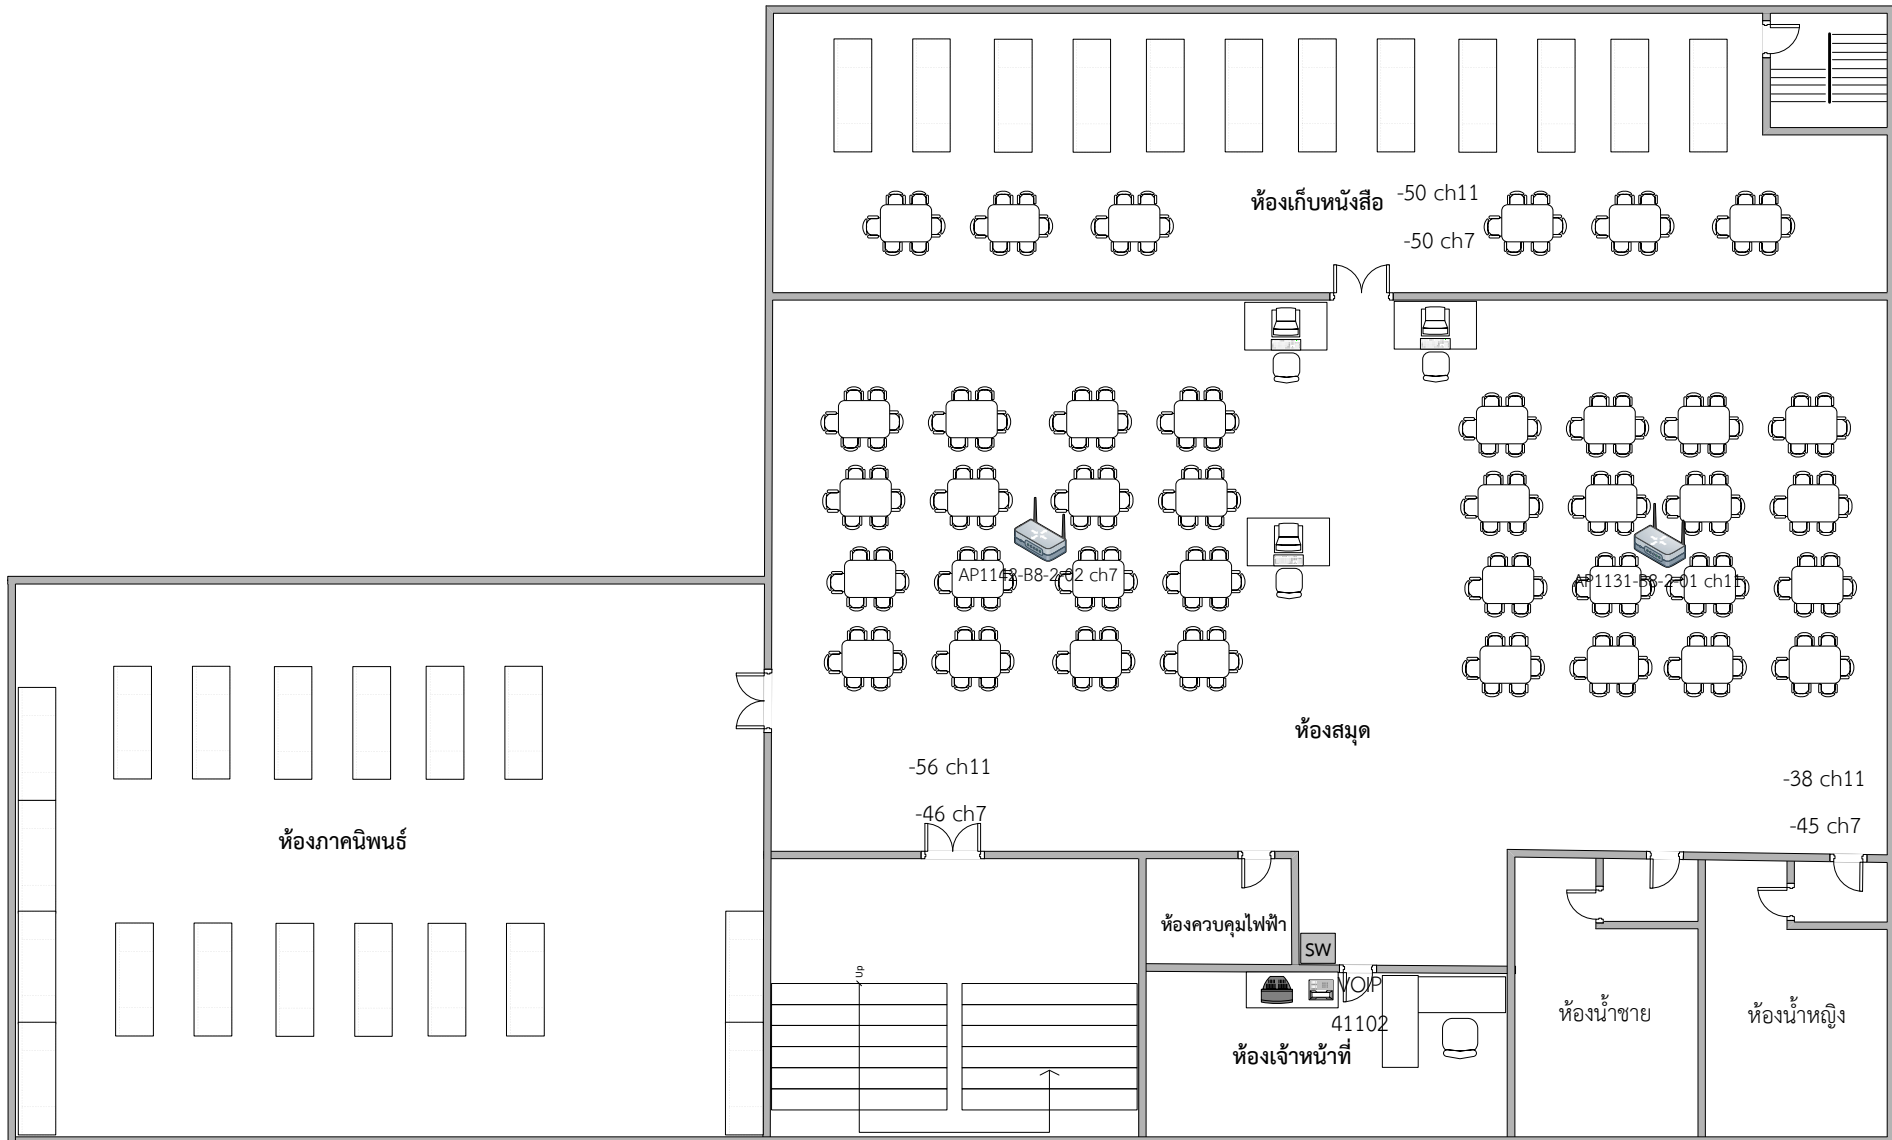 ห้องเก็บหนังสือ
-50 ch11
-50 ch7
AP1142-B8-2-02 ch7
AP1131-B8-2-01 ch11
ห้องสมุด
-56 ch11
-46 ch7
-38 ch11
-45 ch7
ห้องภาคนิพนธ์
ห้องควบคุมไฟฟ้า
SW
Up
VOIP
41102
ห้องเจ้าหน้าที่
ห้องน้ำชาย
ห้องน้ำหญิง